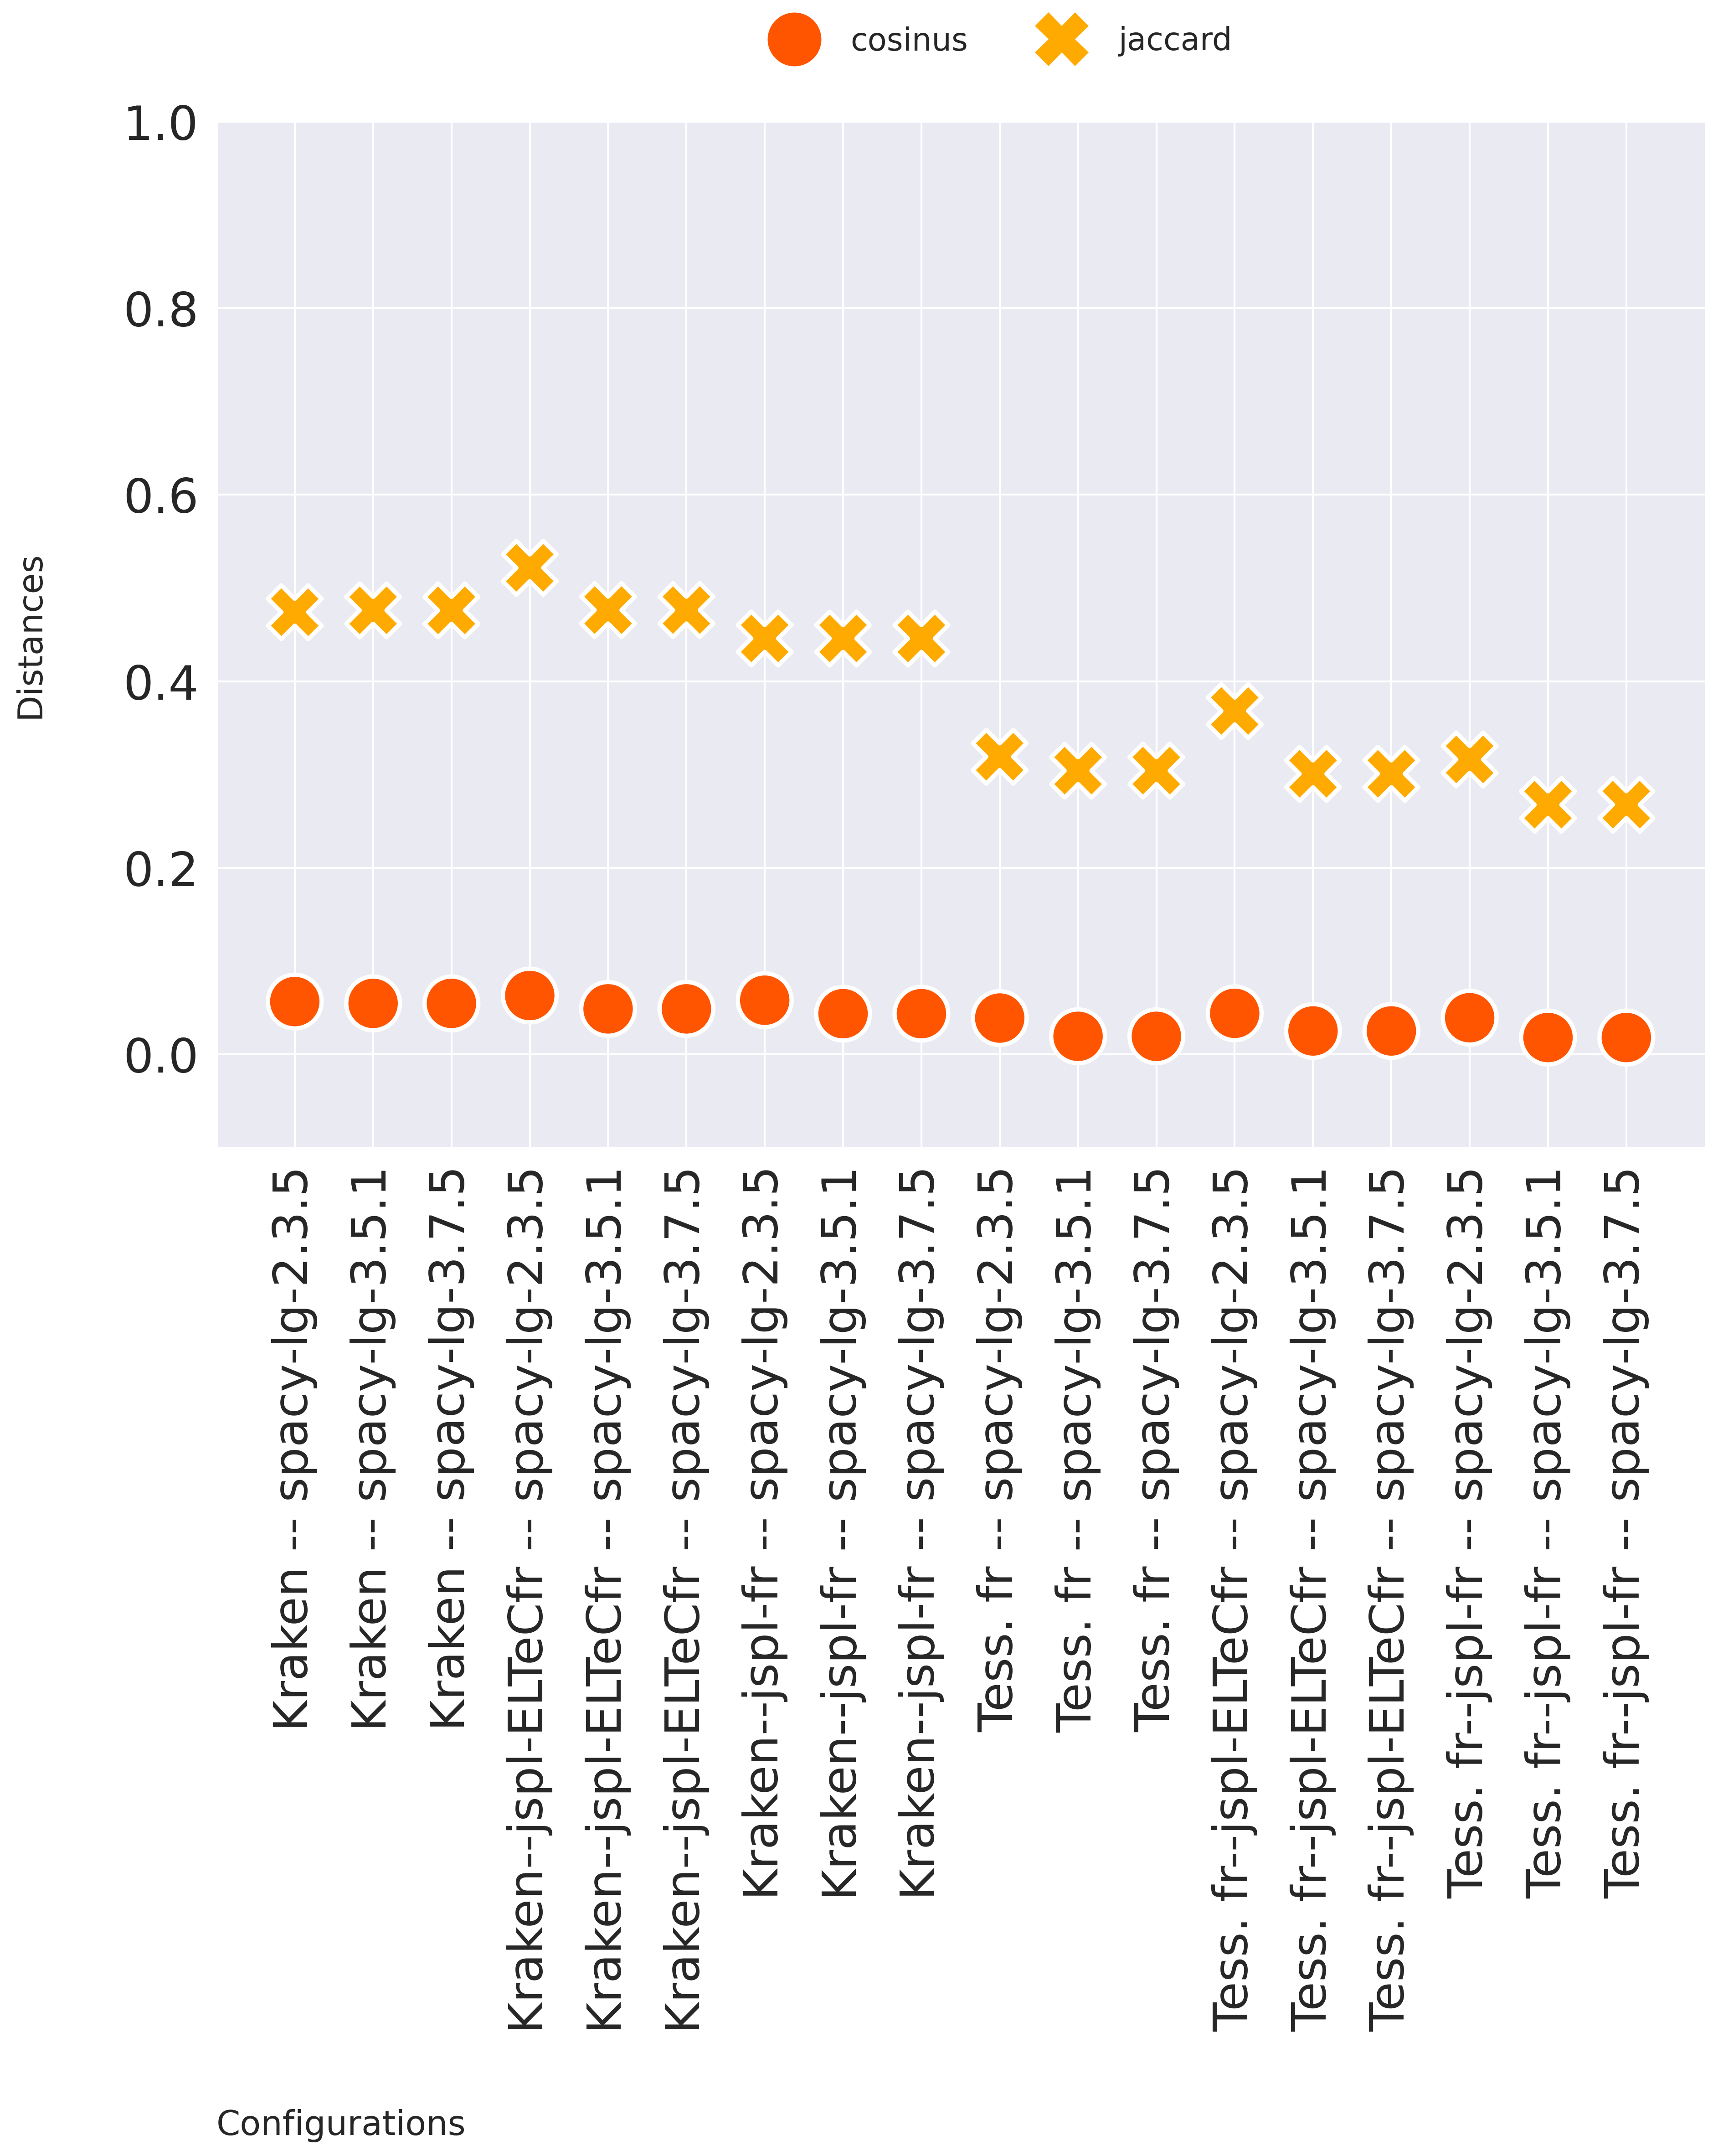 cosinus jaccard
1.0
0.8
0.6
0.4
0.2
0.0
Distances
Kraken -- spacy-lg-2.3.5
Kraken -- spacy-lg-3.5.1
Kraken -- spacy-lg-3.7.5
Kraken--jspl-ELTeCfr -- spacy-lg-2.3.5
Kraken--jspl-ELTeCfr -- spacy-lg-3.5.1
Kraken--jspl-ELTeCfr -- spacy-lg-3.7.5
Kraken--jspl-fr -- spacy-lg-2.3.5
Kraken--jspl-fr -- spacy-lg-3.5.1
Kraken--jspl-fr -- spacy-lg-3.7.5
Tess. fr -- spacy-lg-2.3.5
Tess. fr -- spacy-lg-3.5.1
Tess. fr -- spacy-lg-3.7.5
Tess. fr--jspl-ELTeCfr -- spacy-lg-2.3.5
Tess. fr--jspl-ELTeCfr -- spacy-lg-3.5.1
Tess. fr--jspl-ELTeCfr -- spacy-lg-3.7.5
Tess. fr--jspl-fr -- spacy-lg-2.3.5
Tess. fr--jspl-fr -- spacy-lg-3.5.1
Tess. fr--jspl-fr -- spacy-lg-3.7.5
Configurations